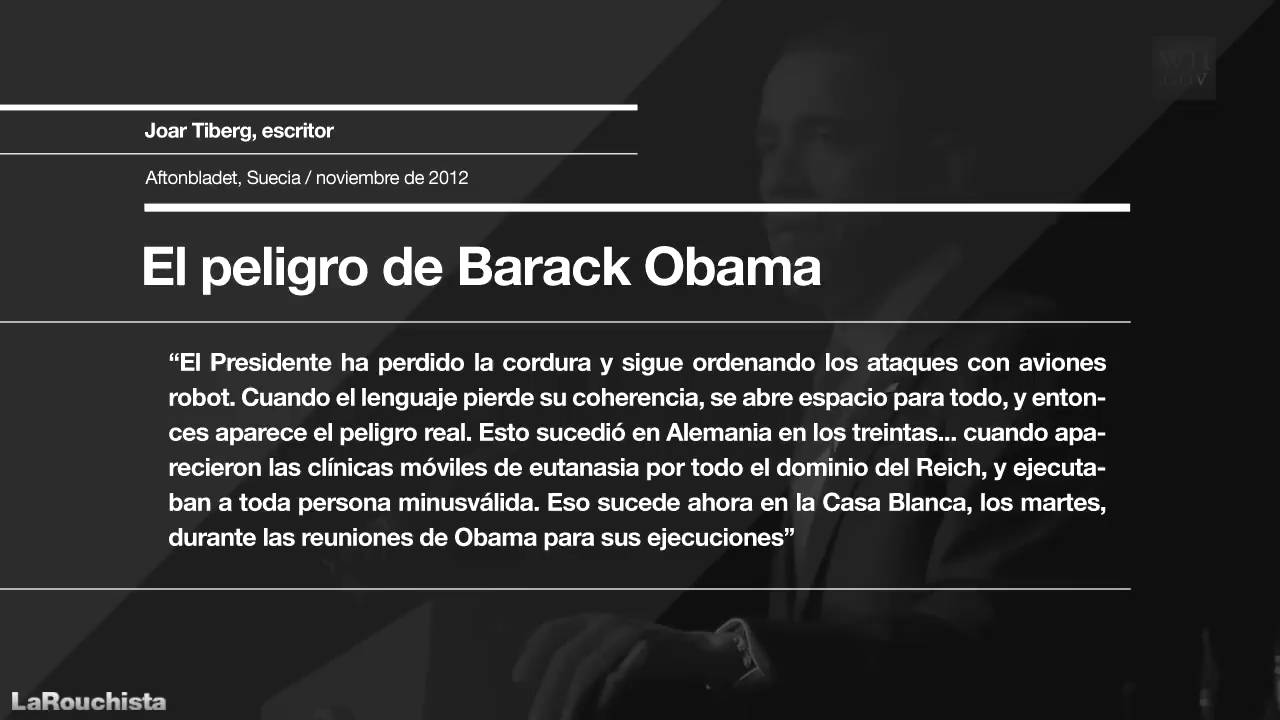 WH
.GOV
Joar Tiberg, escritor
Aftonbladet, Suecia / noviembre de 2012
El peligro de Barack Obama
“El Presidente ha perdido la cordura y sigue ordenando los ataques con aviones
robot. Cuando el lenguaje pierde su coherencia, se abre espacio para todo, y enton-
ces aparece el peligro real. Esto sucedió en Alemania en los treintas... cuando apa-
recieron las clínicas móviles de eutanasia por todo el dominio del Reich, y ejecuta-
ban a toda persona minusválida. Eso sucede ahora en la Casa Blanca, los martes,
durante las reuniones de Obama para sus ejecuciones”
LaRouchista